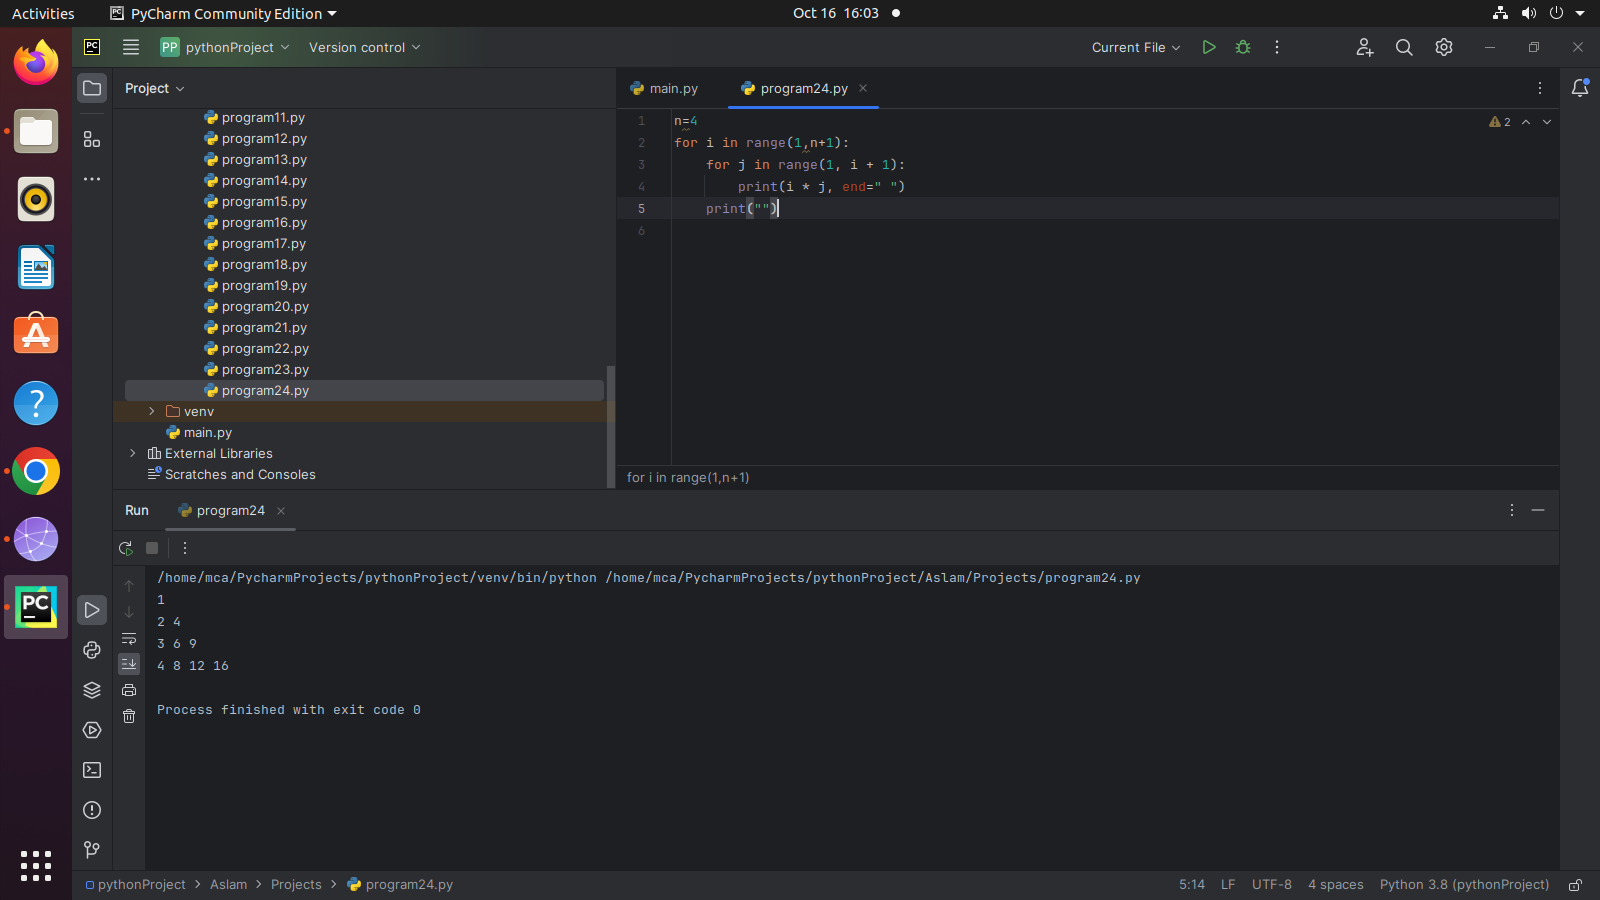 Activities PyCharm Community Edition Oct 16 16:03
PC PP pythonProject Version control Current File
Project
main.py program24.py
program11.py
program12.py
program13.py
program14.py
program15.py
program16.py
program17.py
program18.py
program19.py
program20.py
program21.py
program22.py
program23.py
program24.py
venv
main.py
External Libraries
Scratches and Consoles
1 n=4
2 for i in range(1,n+1):
3 for j in range(1, i + 1):
4 print(i * j, end=" ")
5 print("")
6
2
for i in range(1,n+1)
Run program24
/home/mca/PycharmProjects/pythonProject/venv/bin/python /home/mca/PycharmProjects/pythonProject/Aslam/Projects/program24.py
1
2 4
3 6 9
4 8 12 16
Process finished with exit code 0
PC
pythonProject > Aslam > Projects > program24.py 5:14 LF UTF-8 4 spaces Python 3.8 (pythonProject)